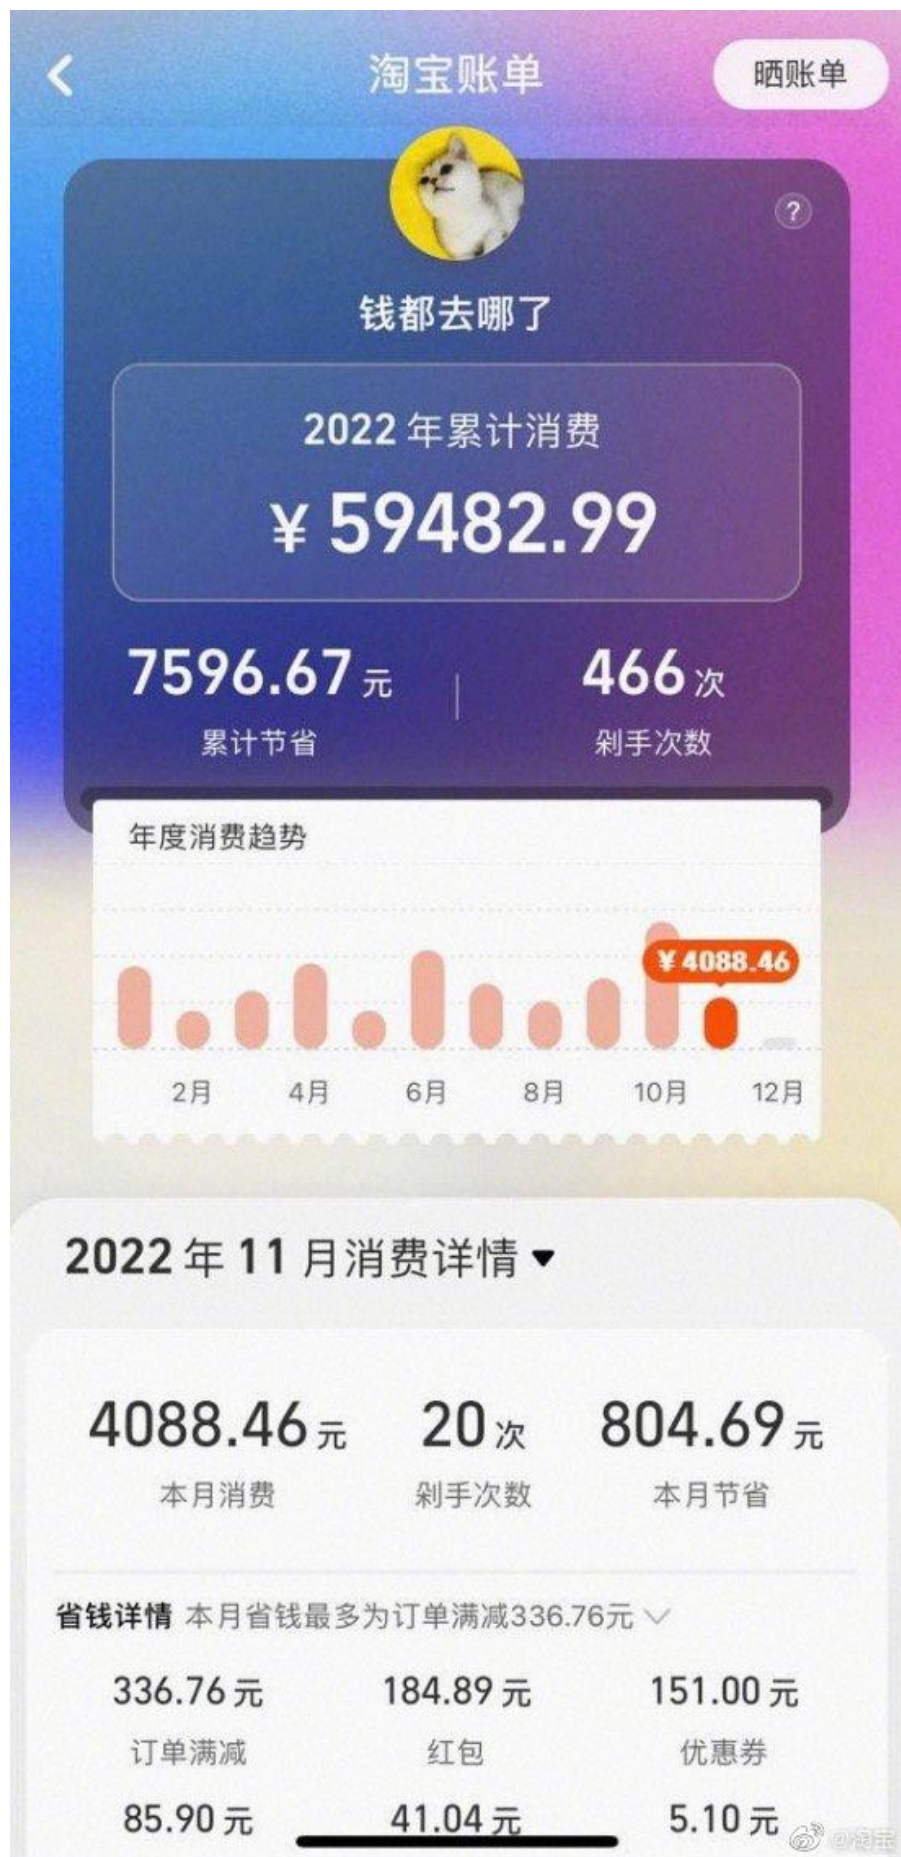 淘宝账单
晒账单
?
钱都去哪了
2022 年累计消费
¥ 59482.99
7596.67 元
466 次
累计节省
剁手次数
年度消费趋势
¥ 4088.46
2月 4月 6月 8月 10月 12月
2022 年 11 月消费详情
4088.46 元 20 次 804.69 元
本月消费 剁手次数 本月节省
省钱详情 本月省钱最多为订单满减336.76元
336.76 元 184.89 元 151.00 元
订单满减 红包 优惠券
85.90 元 41.04 元 5.10 元
@淘宝